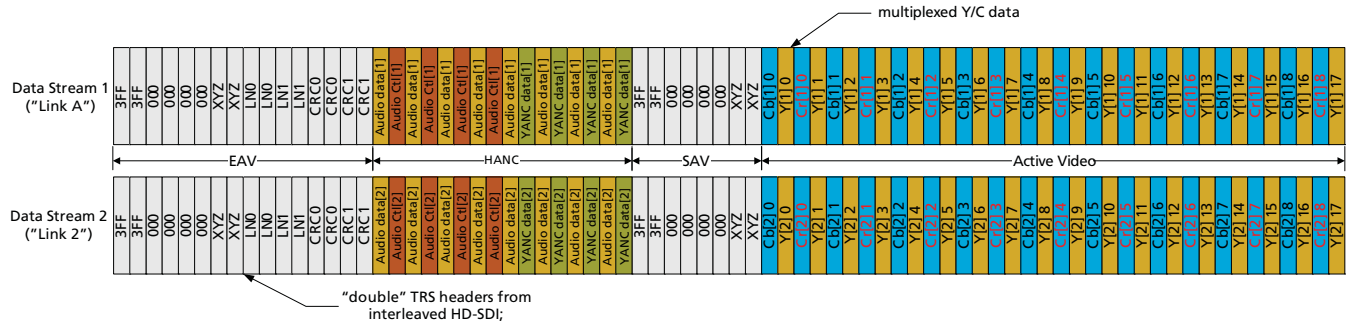 multiplexed Y/C data
Data Stream 1
("Link A")
3FF
3FF
000
000
000
000
XYZ
XYZ
LN0
LN0
LN1
LN1
CRC0
CRC0
CRC1
CRC1
Audio data[1]
Audio Ctl[1]
Audio data[1]
Audio Ctl[1]
Audio data[1]
Audio Ctl[1]
Audio data[1]
Audio Ctl[1]
Audio data[1]
YANC data[1]
Audio data[1]
YANC data[1]
Audio data[1]
YANC data[1]
Audio data[1]
YANC data[1]
3FF
3FF
000
000
000
000
XYZ
XYZ
Cb[1] 0
Y[1] 0
Cr[1] 0
Y[1] 1
Cb[1] 1
Y[1] 2
Cr[1] 1
Y[1] 3
Cb[1] 2
Y[1] 4
Cr[1] 2
Y[1] 5
Cb[1] 3
Y[1] 6
Cr[1] 3
Y[1] 7
Cb[1] 4
Y[1] 8
Cr[1] 4
Y[1] 9
Cb[1] 5
Y[1] 10
Cr[1] 5
Y[1] 11
Cb[1] 6
Y[1] 12
Cr[1] 6
Y[1] 13
Cb[1] 7
Y[1] 14
Cr[1] 7
Y[1] 15
Cb[1] 8
Y[1] 16
Cr[1] 8
Y[1] 17
EAV
HANC
SAV
Active Video
Data Stream 2
("Link 2")
3FF
3FF
000
000
000
000
XYZ
XYZ
LN0
LN0
LN1
LN1
CRC0
CRC0
CRC1
CRC1
Audio data[2]
Audio Ctl[2]
Audio data[2]
Audio Ctl[2]
Audio data[2]
Audio Ctl[2]
Audio data[2]
Audio Ctl[2]
Audio data[2]
YANC data[2]
Audio data[2]
YANC data[2]
Audio data[2]
YANC data[2]
Audio data[2]
YANC data[2]
3FF
3FF
000
000
000
000
XYZ
XYZ
Cb[2] 0
Y[2] 0
Cr[2] 0
Y[2] 1
Cb[2] 1
Y[2] 2
Cr[2] 1
Y[2] 3
Cb[2] 2
Y[2] 4
Cr[2] 2
Y[2] 5
Cb[2] 3
Y[2] 6
Cr[2] 3
Y[2] 7
Cb[2] 4
Y[2] 8
Cr[2] 4
Y[2] 9
Cb[2] 5
Y[2] 10
Cr[2] 5
Y[2] 11
Cb[2] 6
Y[2] 12
Cr[2] 6
Y[2] 13
Cb[2] 7
Y[2] 14
Cr[2] 7
Y[2] 15
Cb[2] 8
Y[2] 16
Cr[2] 8
Y[2] 17
“double” TRS headers from
interleaved HD-SDI;